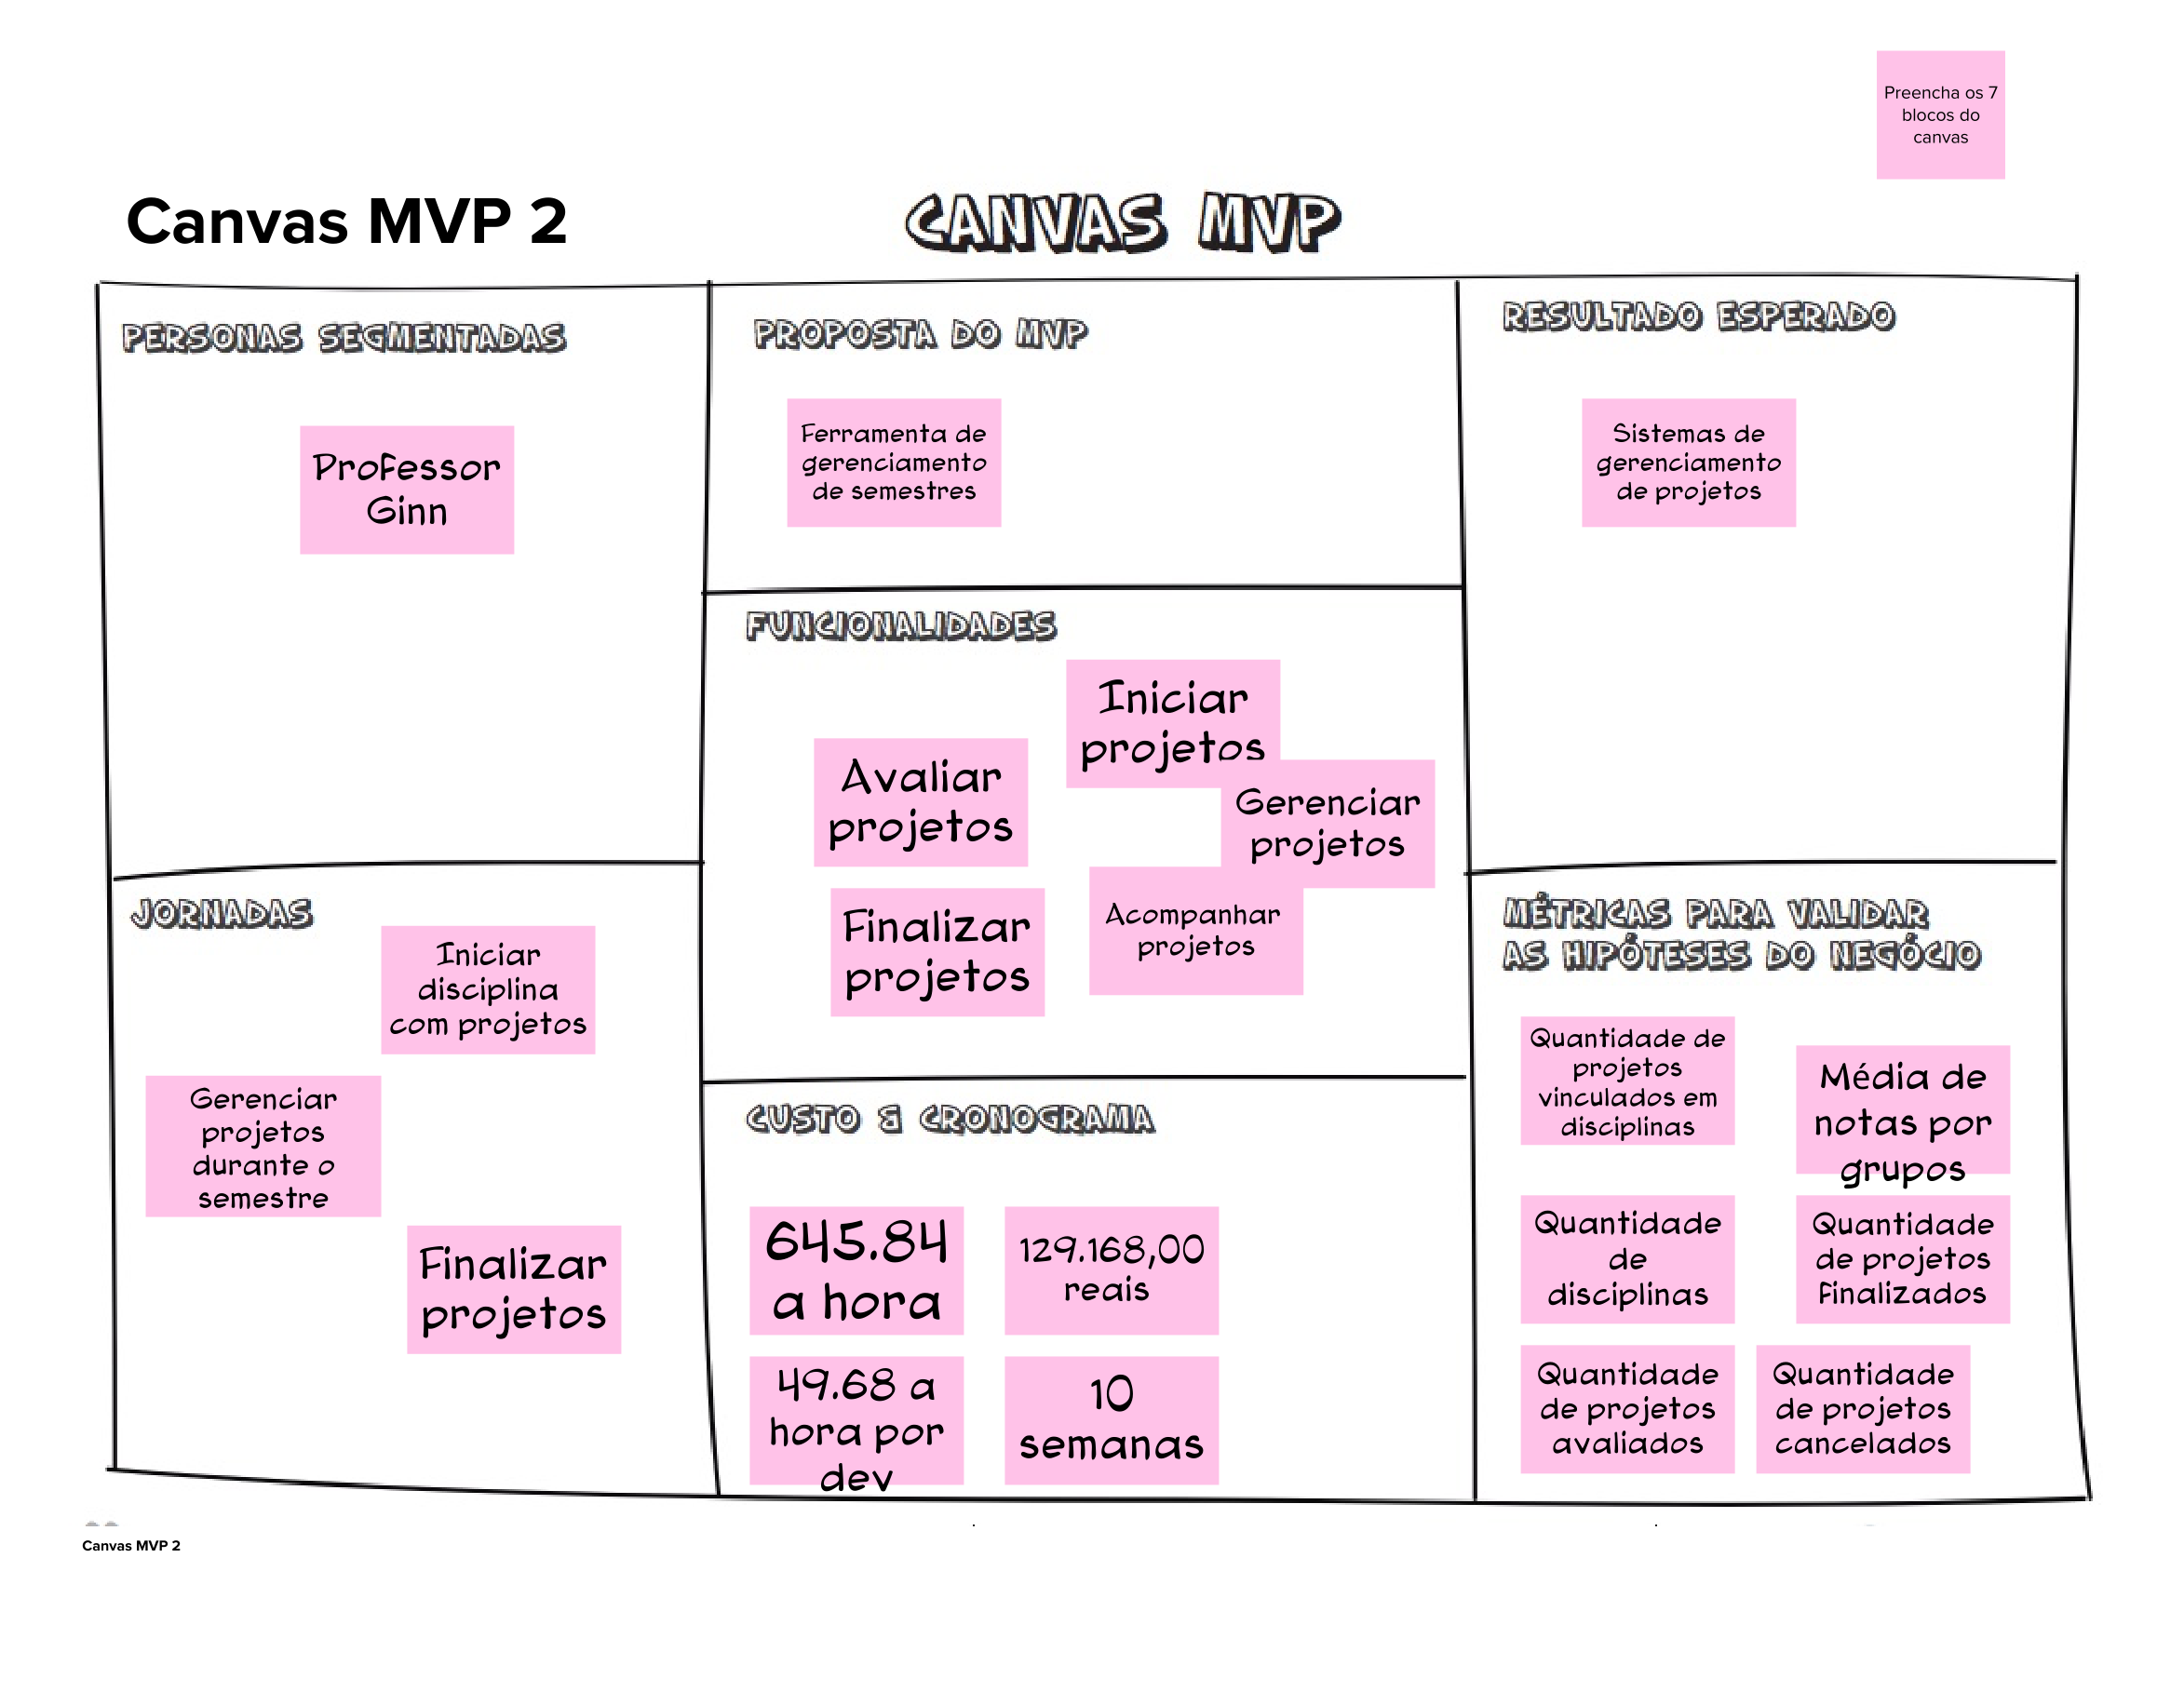 Preencha os 7
blocos do
canvas
Canvas MVP 2
CANVAS MVP
PERSONAS SEGMENTADAS
Professor
Ginn
PROPOSTA DO MVP
Ferramenta de
gerenciamento
de semestres
RESULTADO ESPERADO
Sistemas de
gerenciamento
de projetos
FUNCIONALIDADES
Iniciar
projetos
Avaliar
projetos
Gerenciar
projetos
Finalizar
projetos
Acompanhar
projetos
JORNADAS
Iniciar
disciplina
com projetos
Gerenciar
projetos
durante o
semestre
Finalizar
projetos
CUSTO & CRONOGRAMA
645.84
a hora
129.168,00
reais
49.68 a
hora por
dev
10
semanas
MÉTRICAS PARA VALIDAR
AS HIPÓTESES DO NEGÓCIO
Quantidade de
projetos
vinculados em
disciplinas
Média de
notas por
grupos
Quantidade
de
disciplinas
Quantidade
de projetos
finalizados
Quantidade
de projetos
avaliados
Quantidade
de projetos
cancelados
Canvas MVP 2